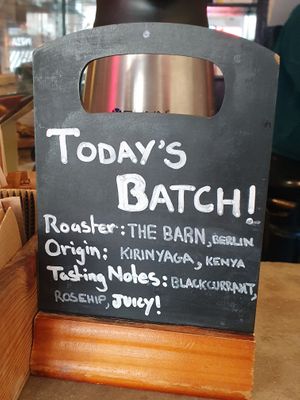 TODAY'S
BATCH!
Roaster: THE BARN, BERLIN
Origin: KIRINYAGA, KENYA
Tasting Notes: BLACKCURRANT,
ROSEHIP, JUICY!